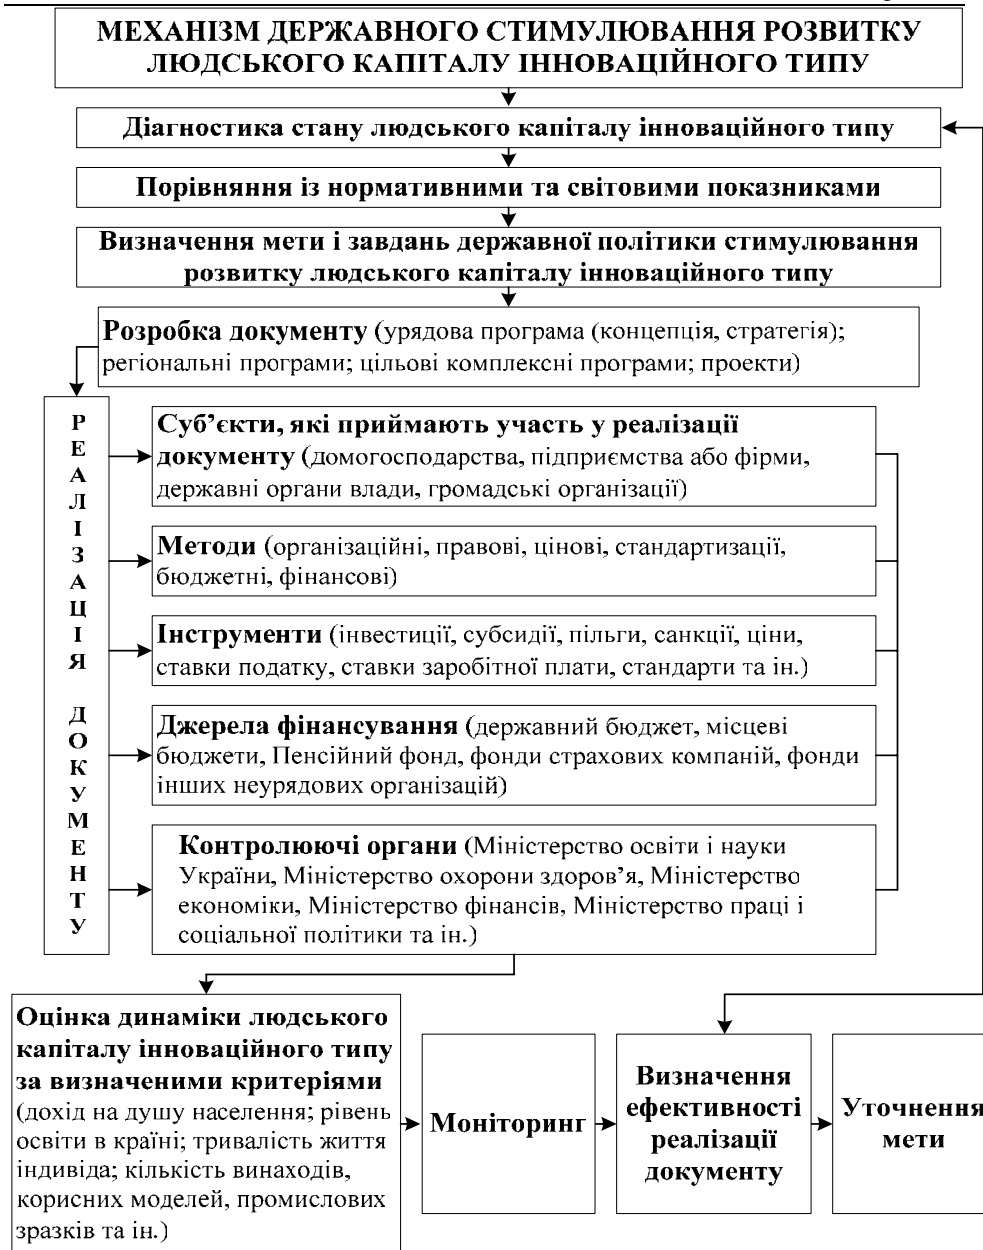 МЕХАНІЗМ ДЕРЖАВНОГО СТИМУЛЮВАННЯ РОЗВИТКУ
ЛЮДСЬКОГО КАПІТАЛУ ІННОВАЦІЙНОГО ТИПУ
Діагностика стану людського капіталу інноваційного типу
Порівняння із нормативними та світовими показниками
Визначення мети і завдань державної політики стимулювання
розвитку людського капіталу інноваційного типу
Розробка документу (урядова програма (концепція, стратегія);
регіональні програми; цільові комплексні програми; проекти)
РЕАЛІЗАЦІЯ ДОКУМЕНТУ
Суб’єкти, які приймають участь у реалізації
документу (домогосподарства, підприємства або фірми,
державні органи влади, громадські організації)
Методи (організаційні, правові, цінові, стандартизації,
бюджетні, фінансові)
Інструменти (інвестиції, субсидії, пільги, санкції, ціни,
ставки податку, ставки заробітної плати, стандарти та ін.)
Джерела фінансування (державний бюджет, місцеві
бюджети, Пенсійний фонд, фонди страхових компаній, фонди
інших неурядових організацій)
Контролюючі органи (Міністерство освіти і науки
України, Міністерство охорони здоров’я, Міністерство
економіки, Міністерство фінансів, Міністерство праці і
соціальної політики та ін.)
Оцінка динаміки людського
капіталу інноваційного типу
за визначеними критеріями
(дохід на душу населення; рівень
освіти в країні; тривалість життя
індивіда; кількість винаходів,
корисних моделей, промислових
зразків та ін.)
Моніторинг
Визначення
ефективності
реалізації
документу
Уточнення
мети